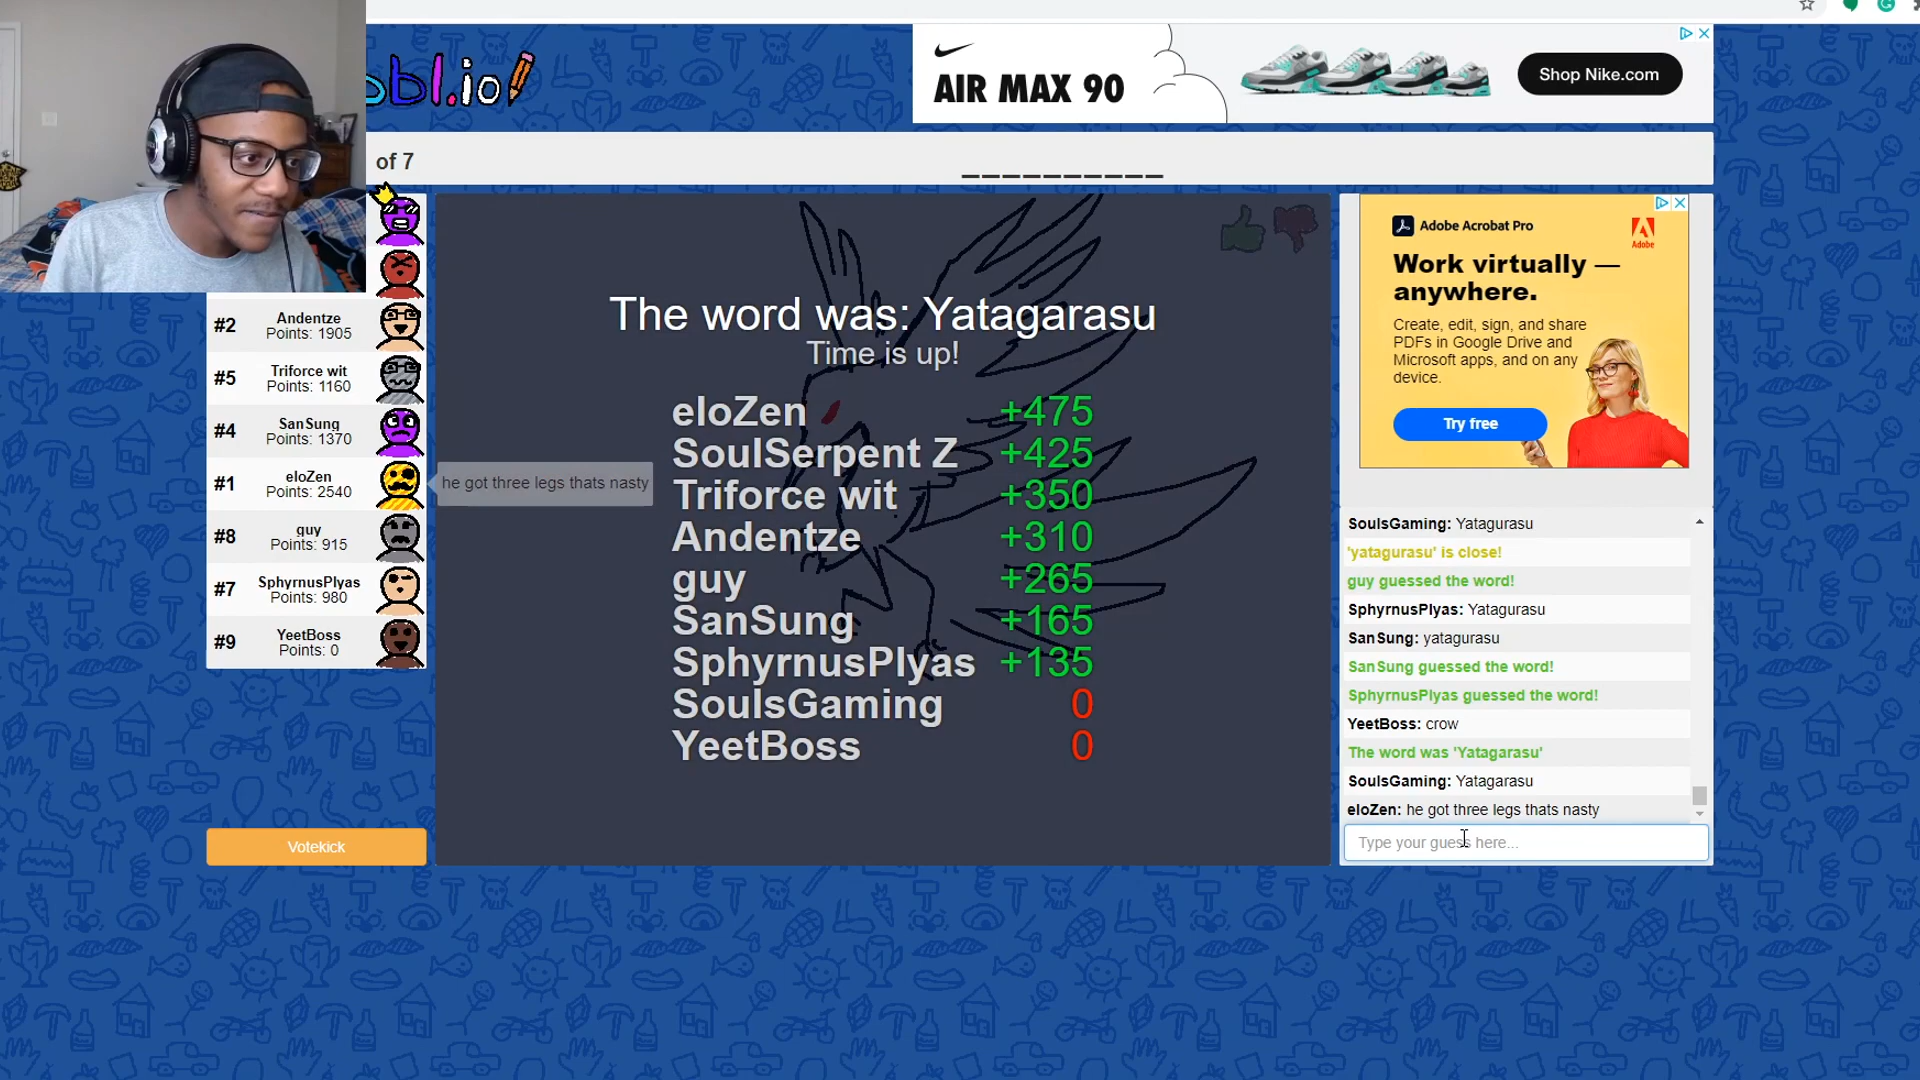 obl.io
AIR MAX 90
Shop Nike.com
of 7
__________
Adobe Acrobat Pro
Adobe
Work virtually —
anywhere.
Create, edit, sign, and share
PDFs in Google Drive and
Microsoft apps, and on any
device.
Try free
#2 Andentze
Points: 1905
#5 Triforce wit
Points: 1160
#4 SanSung
Points: 1370
#1 eloZen
Points: 2540
#8 guy
Points: 915
#7 SphyrnusPlyas
Points: 980
#9 YeetBoss
Points: 0
Votekick
he got three legs thats nasty
The word was: Yatagarasu
Time is up!
eloZen +475
SoulSerpent Z +425
Triforce wit +350
Andentze +310
guy +265
SanSung +165
SphyrnusPlyas +135
SoulsGaming 0
YeetBoss 0
SoulsGaming: Yatagurasu
'yatagurasu' is close!
guy guessed the word!
SphyrnusPlyas: Yatagurasu
SanSung: yatagurasu
SanSung guessed the word!
SphyrnusPlyas guessed the word!
YeetBoss: crow
The word was 'Yatagarasu'
SoulsGaming: Yatagarasu
eloZen: he got three legs thats nasty
Type your guess here...